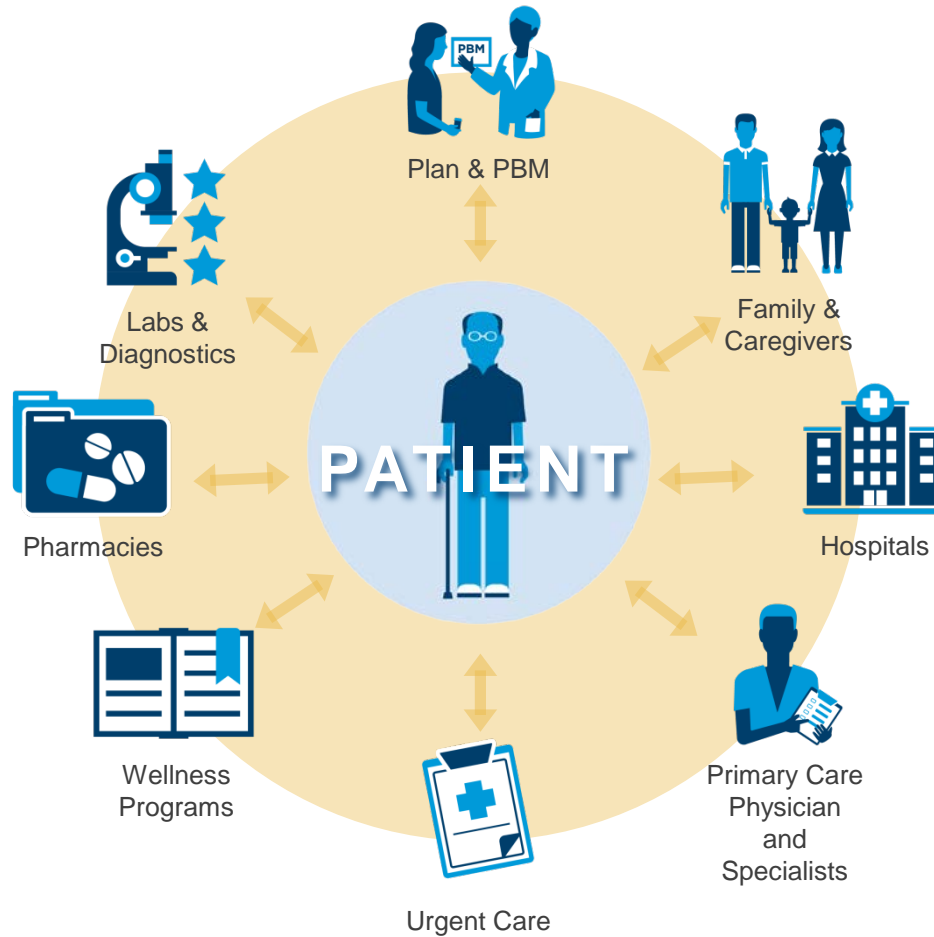 PBM
Plan & PBM
Family &
Caregivers
Labs &
Diagnostics
PATIENT
Pharmacies
Hospitals
Wellness
Programs
Primary Care
Physician
and
Specialists
Urgent Care